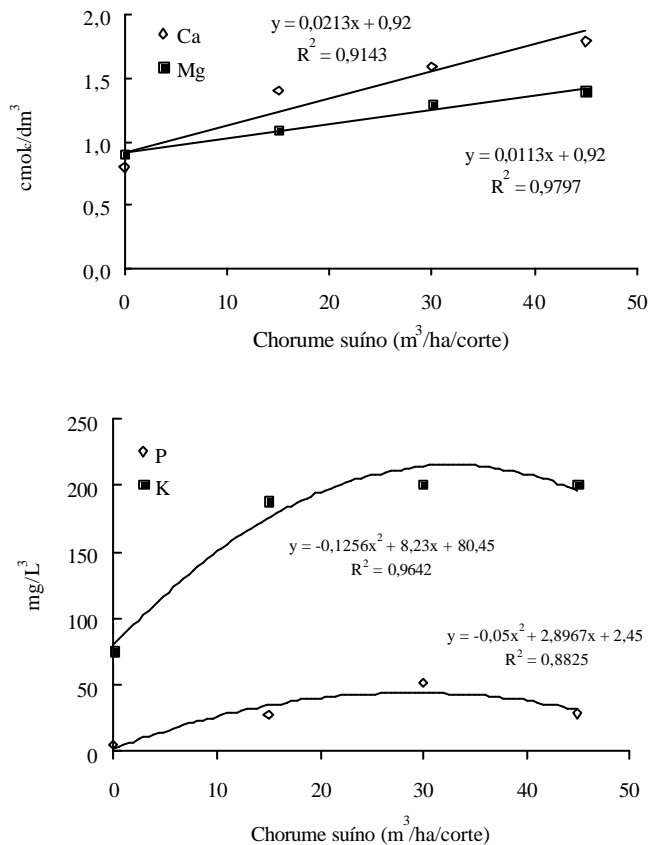 2,0
Ca
Mg
y = 0,0213x + 0,92
R² = 0,9143
1,5
1,0
0,5
0,0
cmolc/dm³
y = 0,0113x + 0,92
R² = 0,9797
0 10 20 30 40 50
Chorume suíno (m³/ha/corte)
250
P
K
200
150
100
50
0
mg/L³
y = -0,1256x² + 8,23x + 80,45
R² = 0,9642
y = -0,05x² + 2,8967x + 2,45
R² = 0,8825
0 10 20 30 40 50
Chorume suíno (m³/ha/corte)